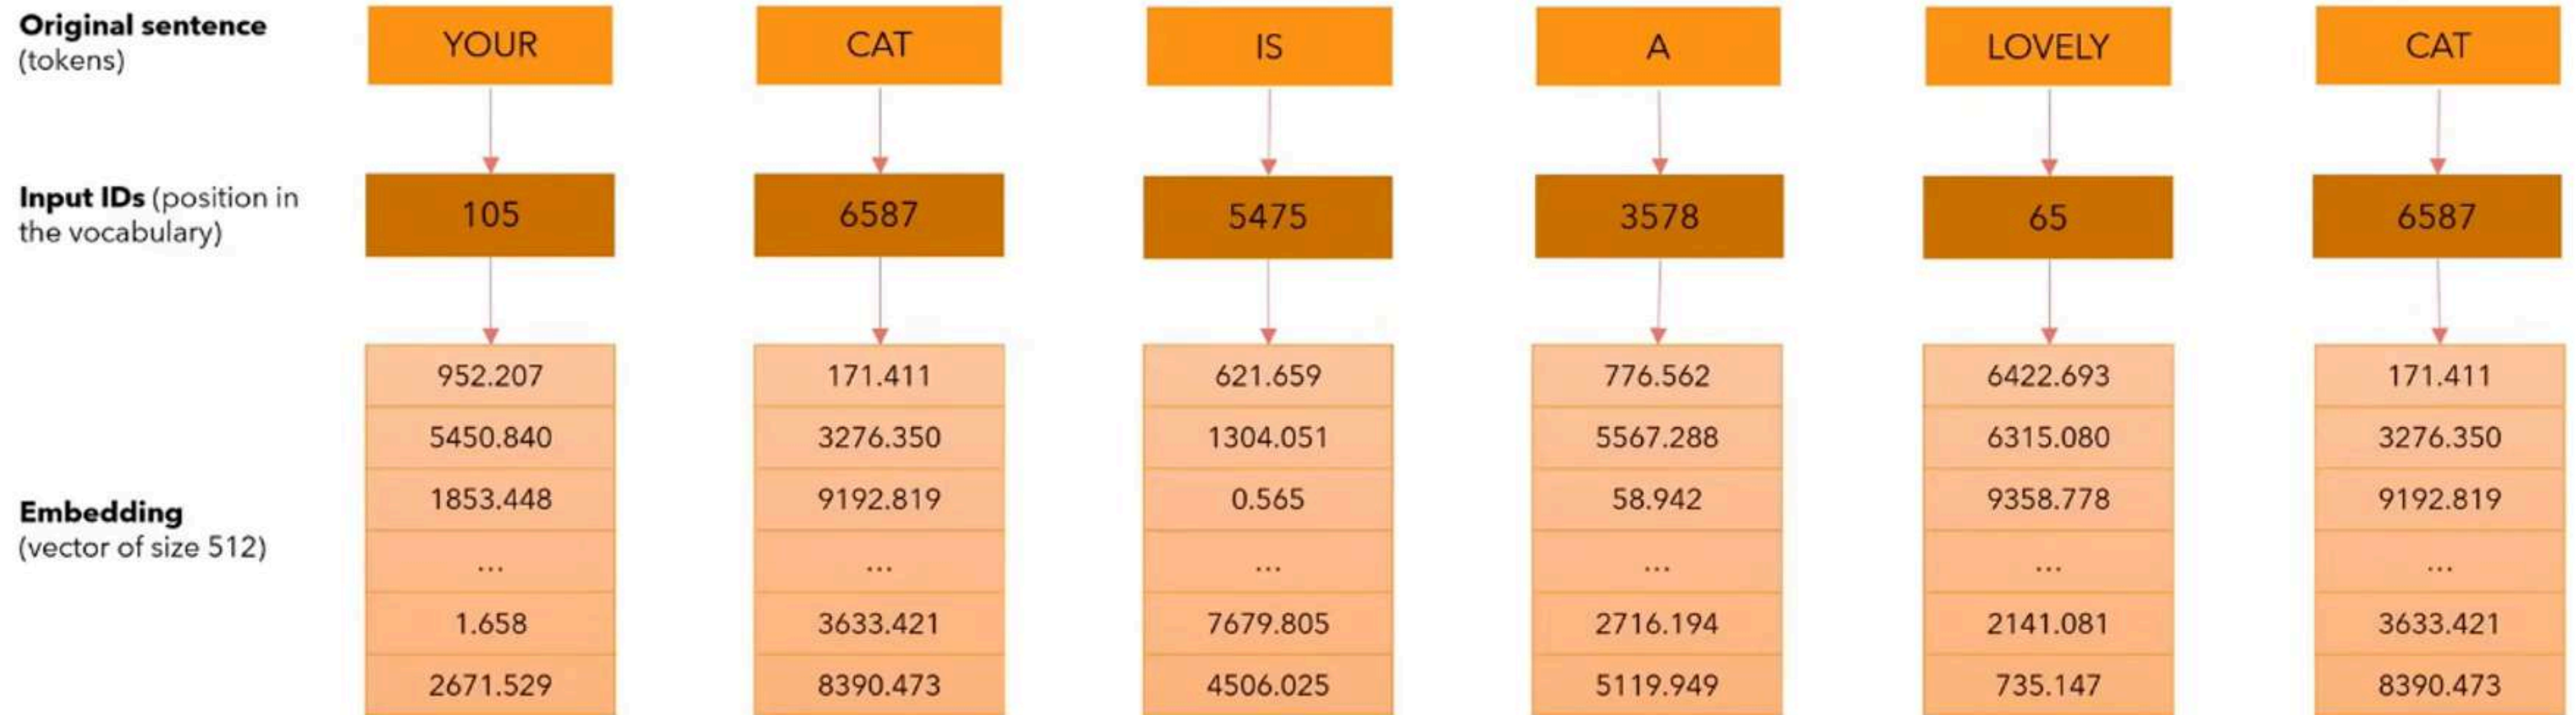 Original sentence
(tokens)
YOUR CAT IS A LOVELY CAT
Input IDs (position in
the vocabulary)
105 6587 5475 3578 65 6587
Embedding
(vector of size 512)
952.207 171.411 621.659 776.562 6422.693 171.411
5450.840 3276.350 1304.051 5567.288 6315.080 3276.350
1853.448 9192.819 0.565 58.942 9358.778 9192.819
... ... ... ... ... ...
1.658 3633.421 7679.805 2716.194 2141.081 3633.421
2671.529 8390.473 4506.025 5119.949 735.147 8390.473